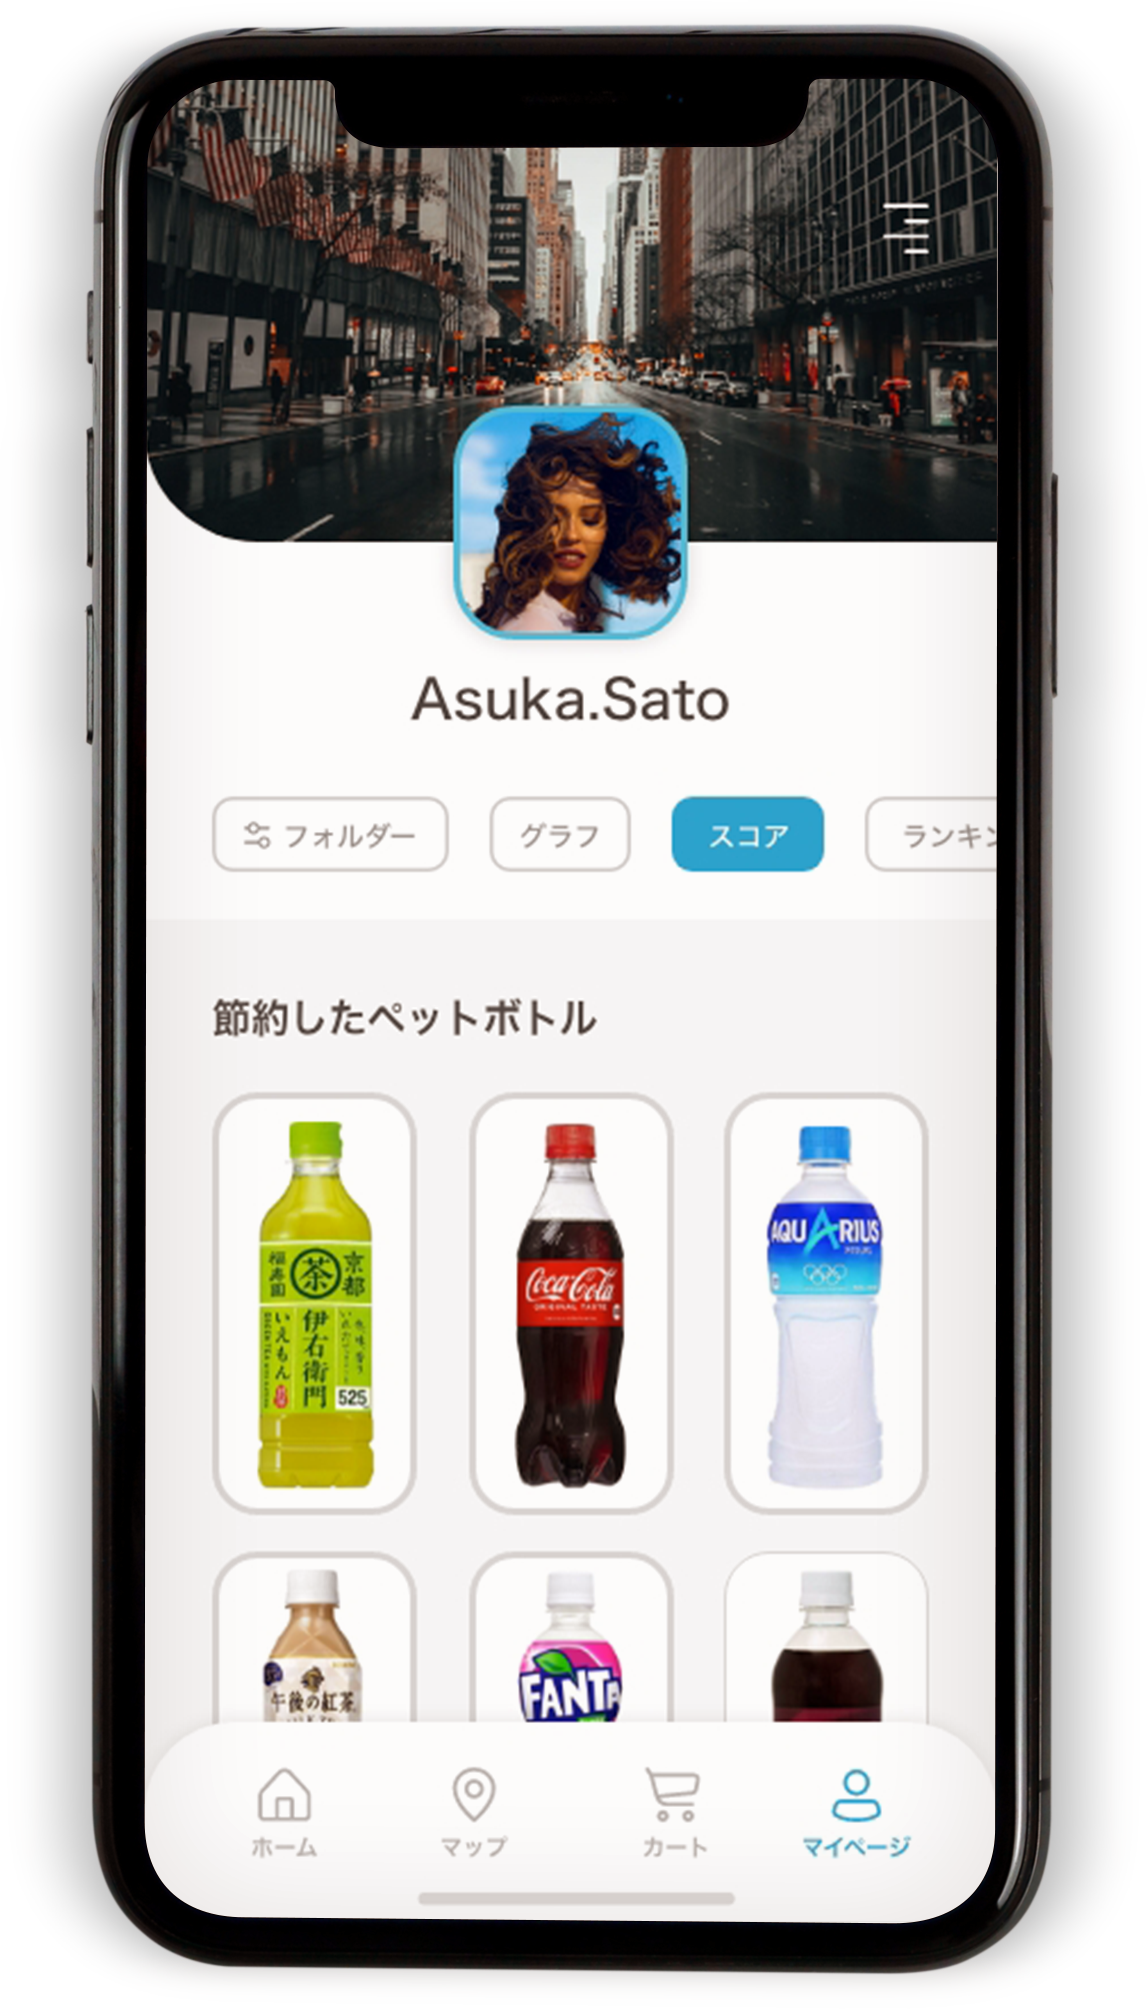 Asuka.Sato
フォルダー
グラフ
スコア
ランキン
節約したペットボトル
福寿園
茶
京都
いえもん
伊右衛門
525
Coca-Cola
ORIGINAL TASTE
AQUARIUS
午後の紅茶
FANTA
ホーム
マップ
カート
マイページ